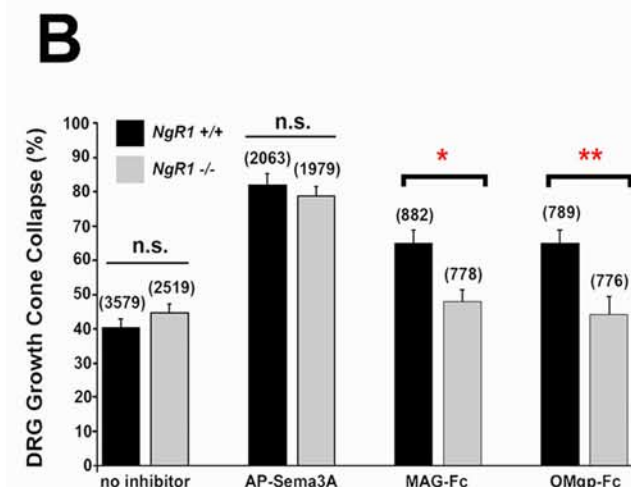 B
DRG Growth Cone Collapse (%)
100
90
80
70
60
50
40
30
20
10
0
NgR1 +/+
NgR1 -/-
n.s.
(3579)
(2519)
n.s.
(2063)
(1979)
*
(882)
(778)
**
(789)
(776)
no inhibitor
AP-Sema3A
MAG-Fc
OMgp-Fc